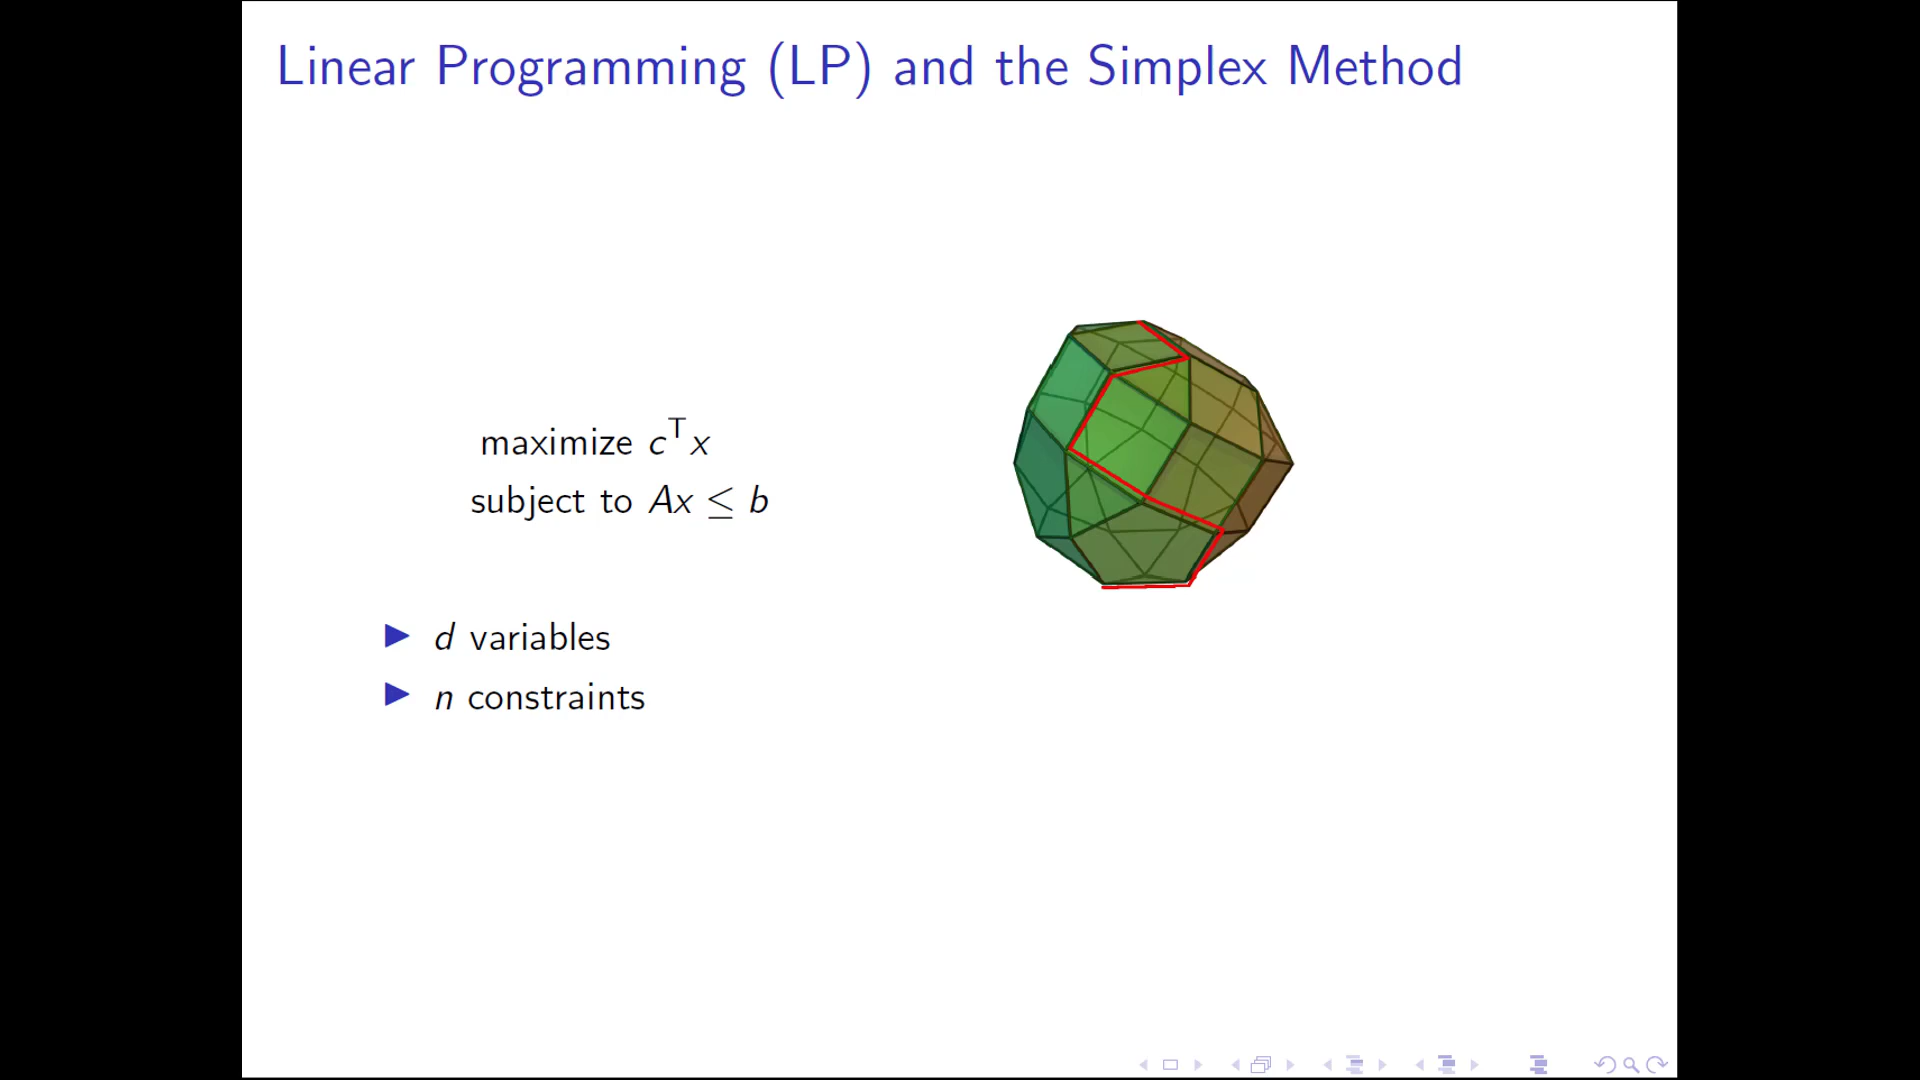 Linear Programming (LP) and the Simplex Method
maximize c^T x
subject to Ax ≤ b
▶ d variables
▶ n constraints